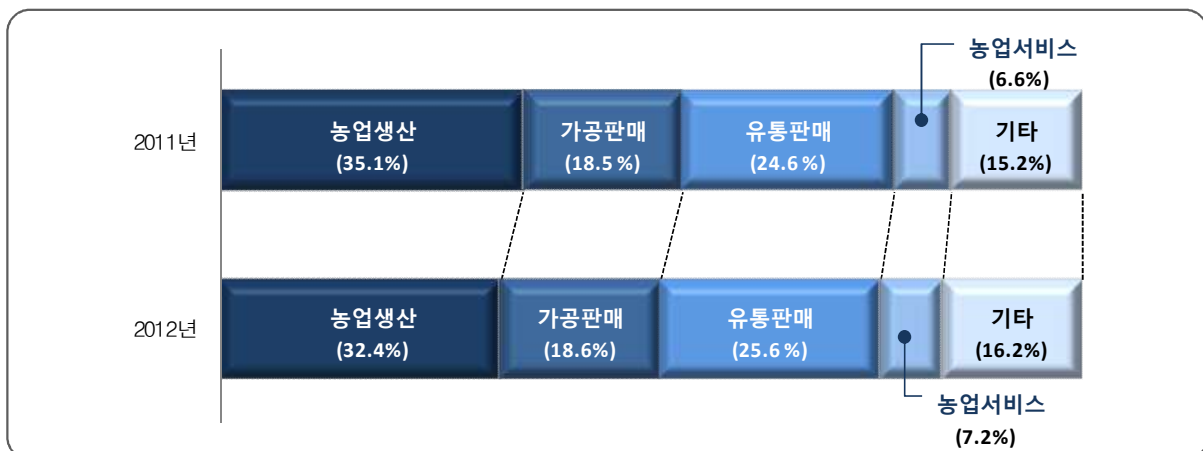 농업서비스
(6.6%)
2011년
농업생산
(35.1%)
가공판매
(18.5%)
유통판매
(24.6%)
기타
(15.2%)
2012년
농업생산
(32.4%)
가공판매
(18.6%)
유통판매
(25.6%)
기타
(16.2%)
농업서비스
(7.2%)